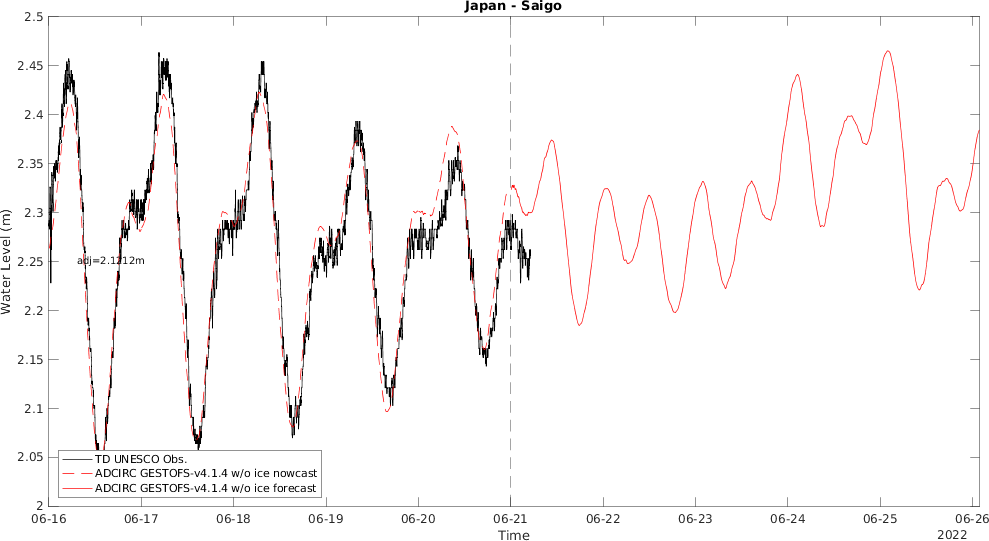 Japan - Saigo
2.5
2.45
2.4
2.35
2.3
2.25
2.2
2.15
2.1
2.05
2
Water Level (m)
adj=2.1212m
TD UNESCO Obs.
ADCIRC GESTOFS-v4.1.4 w/o ice nowcast
ADCIRC GESTOFS-v4.1.4 w/o ice forecast
06-16 06-17 06-18 06-19 06-20 06-21 06-22 06-23 06-24 06-25 06-26
Time
2022